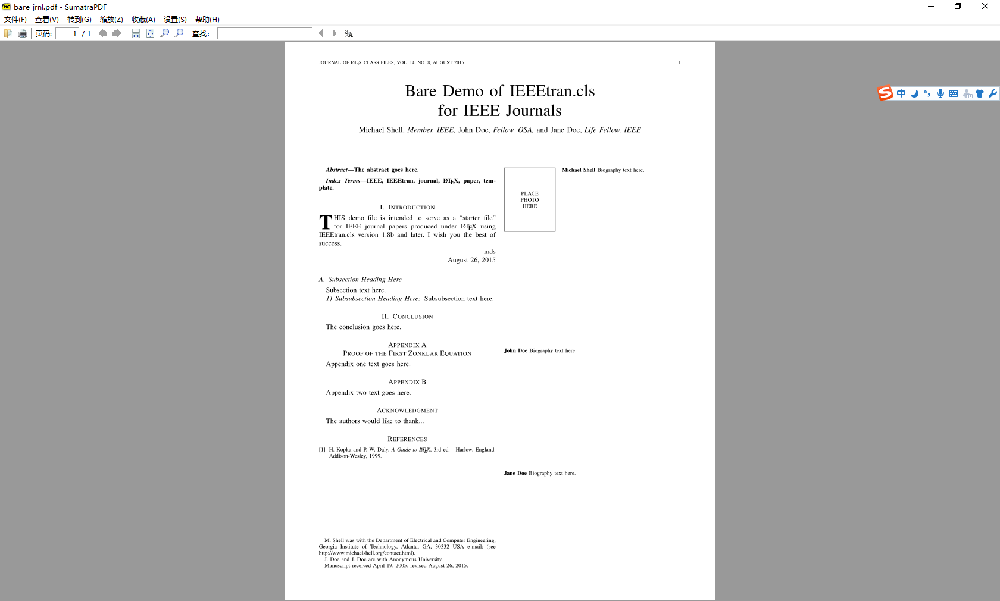 bare_jrnl.pdf - SumatraPDF
文件(F) 查看(V) 转到(G) 缩放(Z) 收藏(A) 设置(S) 帮助(H)
页码: 1 / 1 查找:
JOURNAL OF LATEX CLASS FILES, VOL. 14, NO. 8, AUGUST 2015 1
Bare Demo of IEEEtran.cls
for IEEE Journals
Michael Shell, Member, IEEE, John Doe, Fellow, OSA, and Jane Doe, Life Fellow, IEEE
Abstract—The abstract goes here.
Index Terms—IEEE, IEEEtran, journal, LATEX, paper, tem-
plate.
I. INTRODUCTION
THIS demo file is intended to serve as a “starter file”
for IEEE journal papers produced under LATEX using
IEEEtran.cls version 1.8b and later. I wish you the best of
success.
mds
August 26, 2015
A. Subsection Heading Here
Subsection text here.
1) Subsubsection Heading Here: Subsubsection text here.
II. CONCLUSION
The conclusion goes here.
APPENDIX A
PROOF OF THE FIRST ZONKLAR EQUATION
Appendix one text goes here.
APPENDIX B
Appendix two text goes here.
ACKNOWLEDGMENT
The authors would like to thank...
REFERENCES
[1] H. Kopka and P. W. Daly, A Guide to LATEX, 3rd ed. Harlow, England:
Addison-Wesley, 1999.
M. Shell was with the Department of Electrical and Computer Engineering,
Georgia Institute of Technology, Atlanta, GA, 30332 USA e-mail: (see
http://www.michaelshell.org/contact.html).
J. Doe and J. Doe are with Anonymous University.
Manuscript received April 19, 2005; revised August 26, 2015.
PLACE
PHOTO
HERE
Michael Shell Biography text here.
John Doe Biography text here.
Jane Doe Biography text here.
中